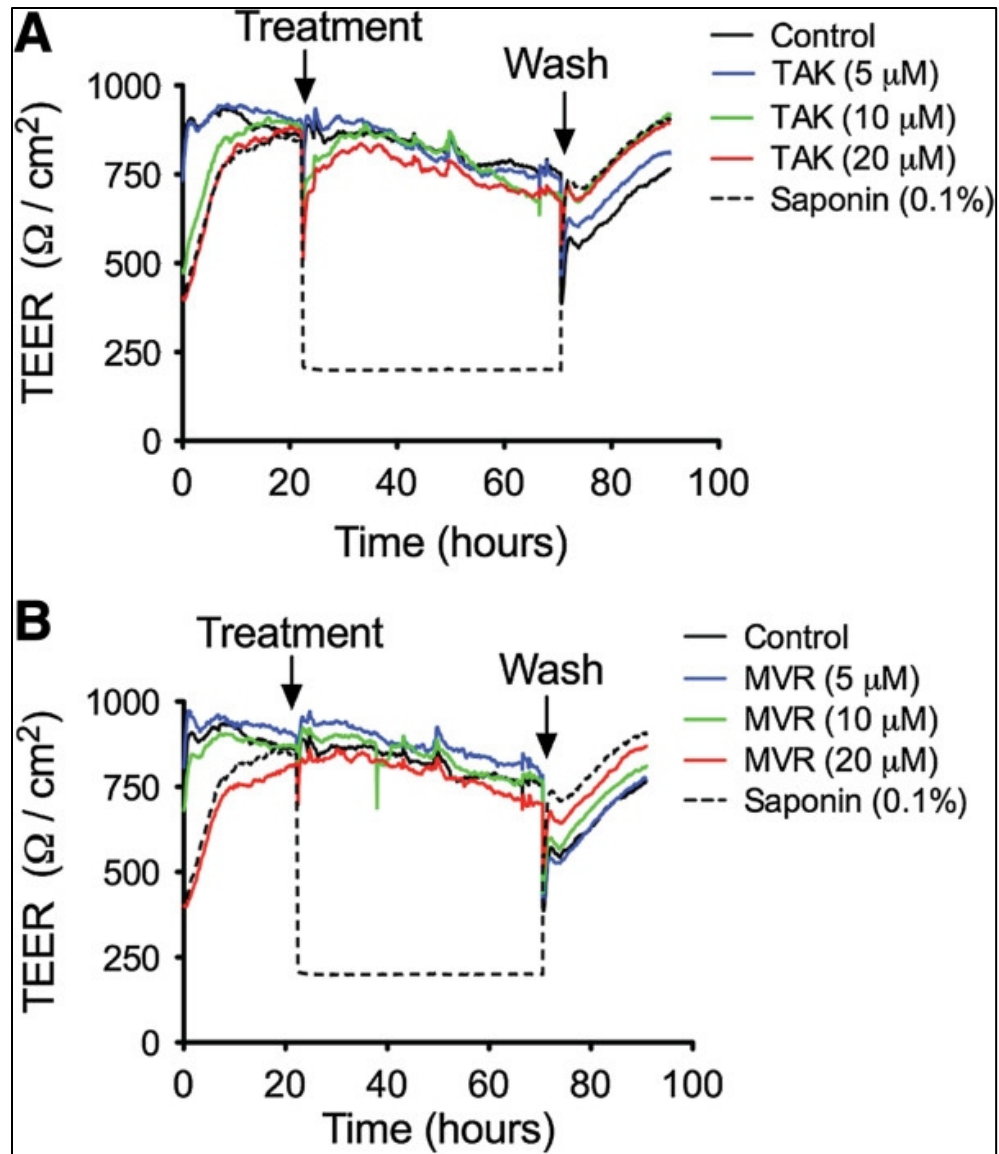 A
Treatment
Wash
Control
TAK (5 μM)
TAK (10 μM)
TAK (20 μM)
Saponin (0.1%)
TEER (Ω / cm²)
1000
750
500
250
0
0 20 40 60 80 100
Time (hours)
B
Treatment
Wash
Control
MVR (5 μM)
MVR (10 μM)
MVR (20 μM)
Saponin (0.1%)
TEER (Ω / cm²)
1000
750
500
250
0
0 20 40 60 80 100
Time (hours)